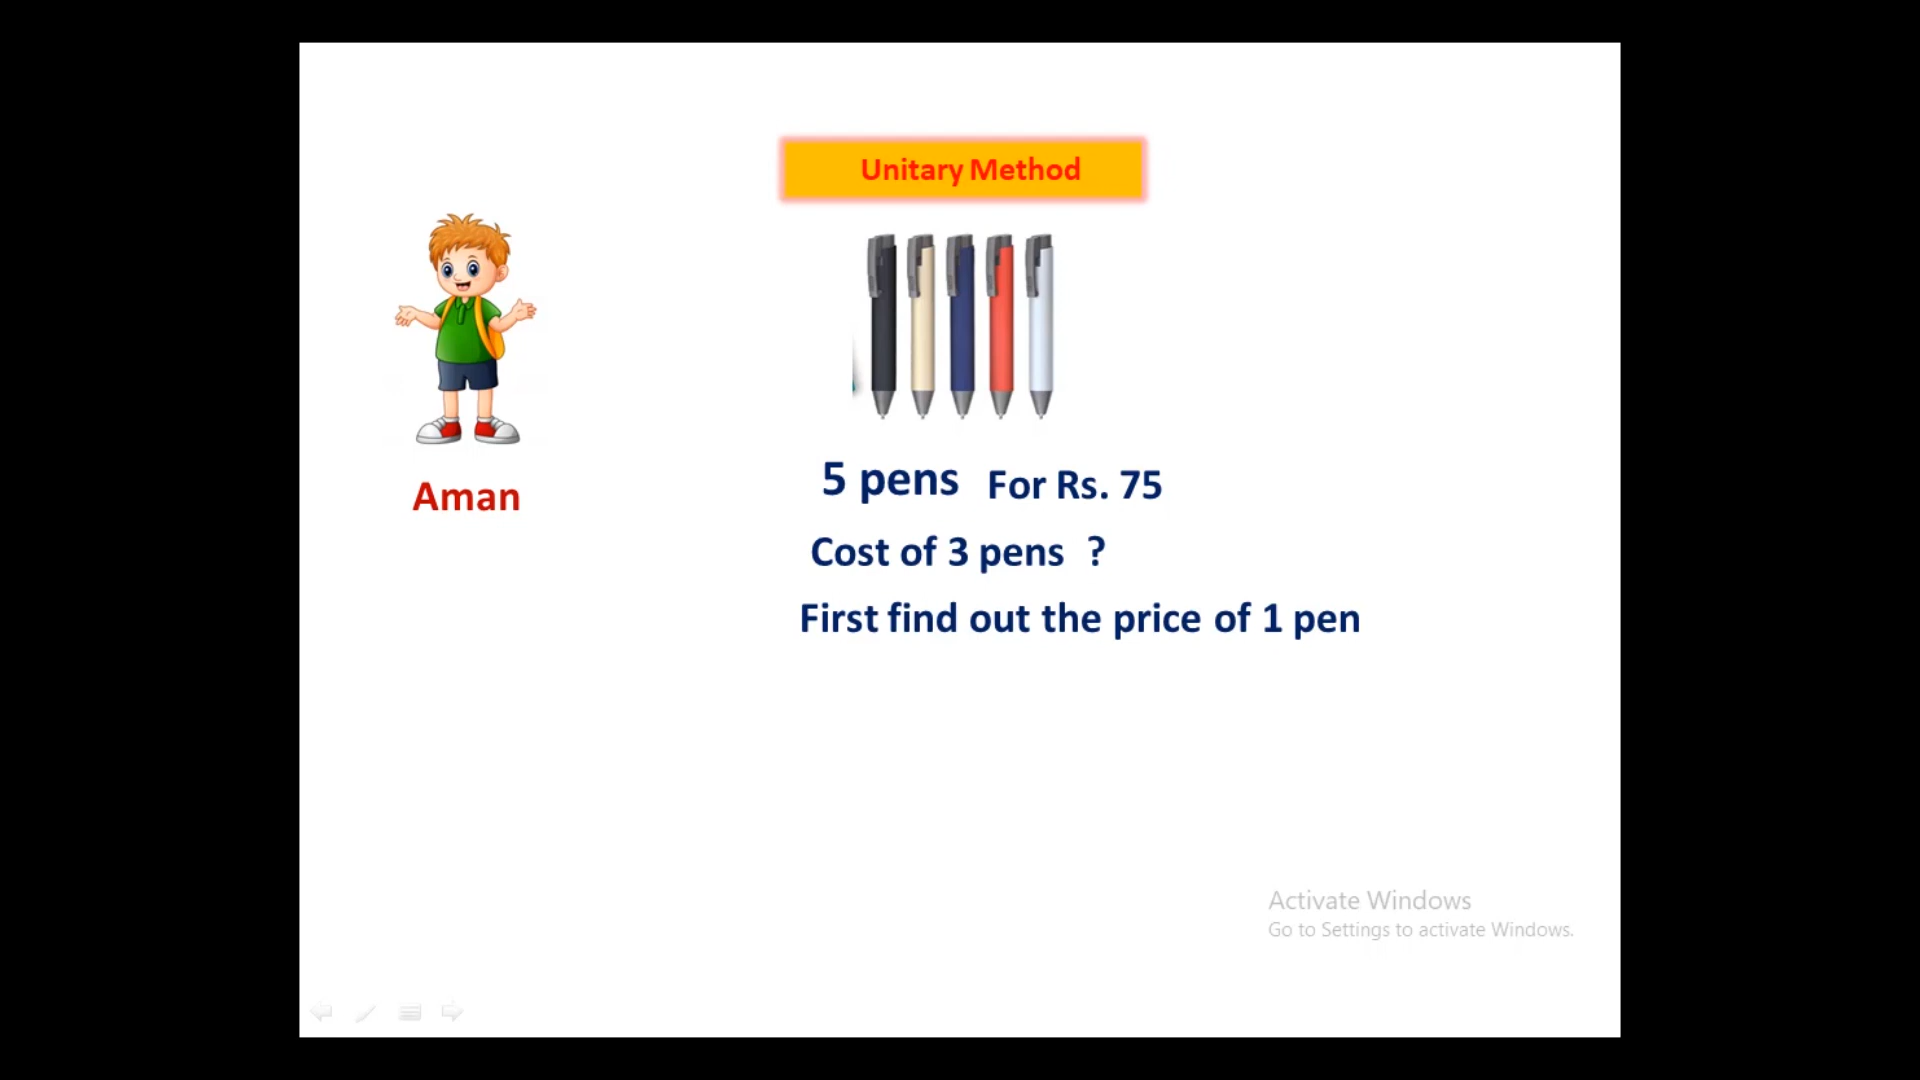 Unitary Method
Aman
5 pens For Rs. 75
Cost of 3 pens ?
First find out the price of 1 pen
Activate Windows
Go to Settings to activate Windows.